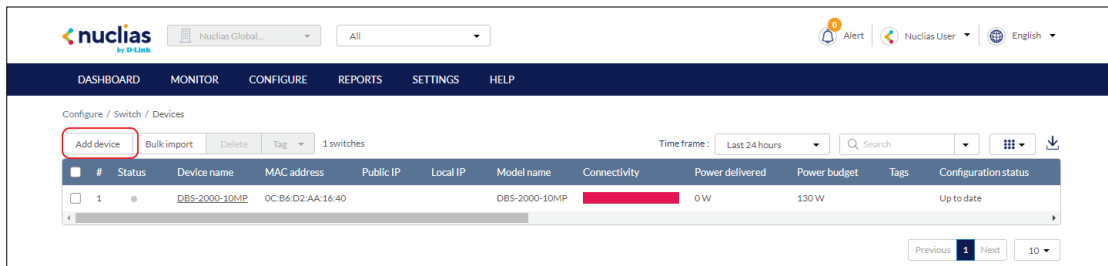 nuclias
by D-Link
Nuclias Global...
All
0
Alert
Nuclias User
English
DASHBOARD MONITOR CONFIGURE REPORTS SETTINGS HELP
Configure / Switch / Devices
Add device Bulk import Delete Tag 1 switches Time frame : Last 24 hours Search
# Status Device name MAC address Public IP Local IP Model name Connectivity Power delivered Power budget Tags Configuration status
1 DBS-2000-10MP 0C:B6:D2:AA:16:40 DBS-2000-10MP 0 W 130 W Up to date
Previous 1 Next 10